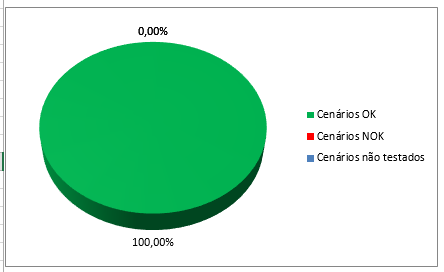 0,00%
Cenários OK
Cenários NOK
Cenários não testados
100,00%